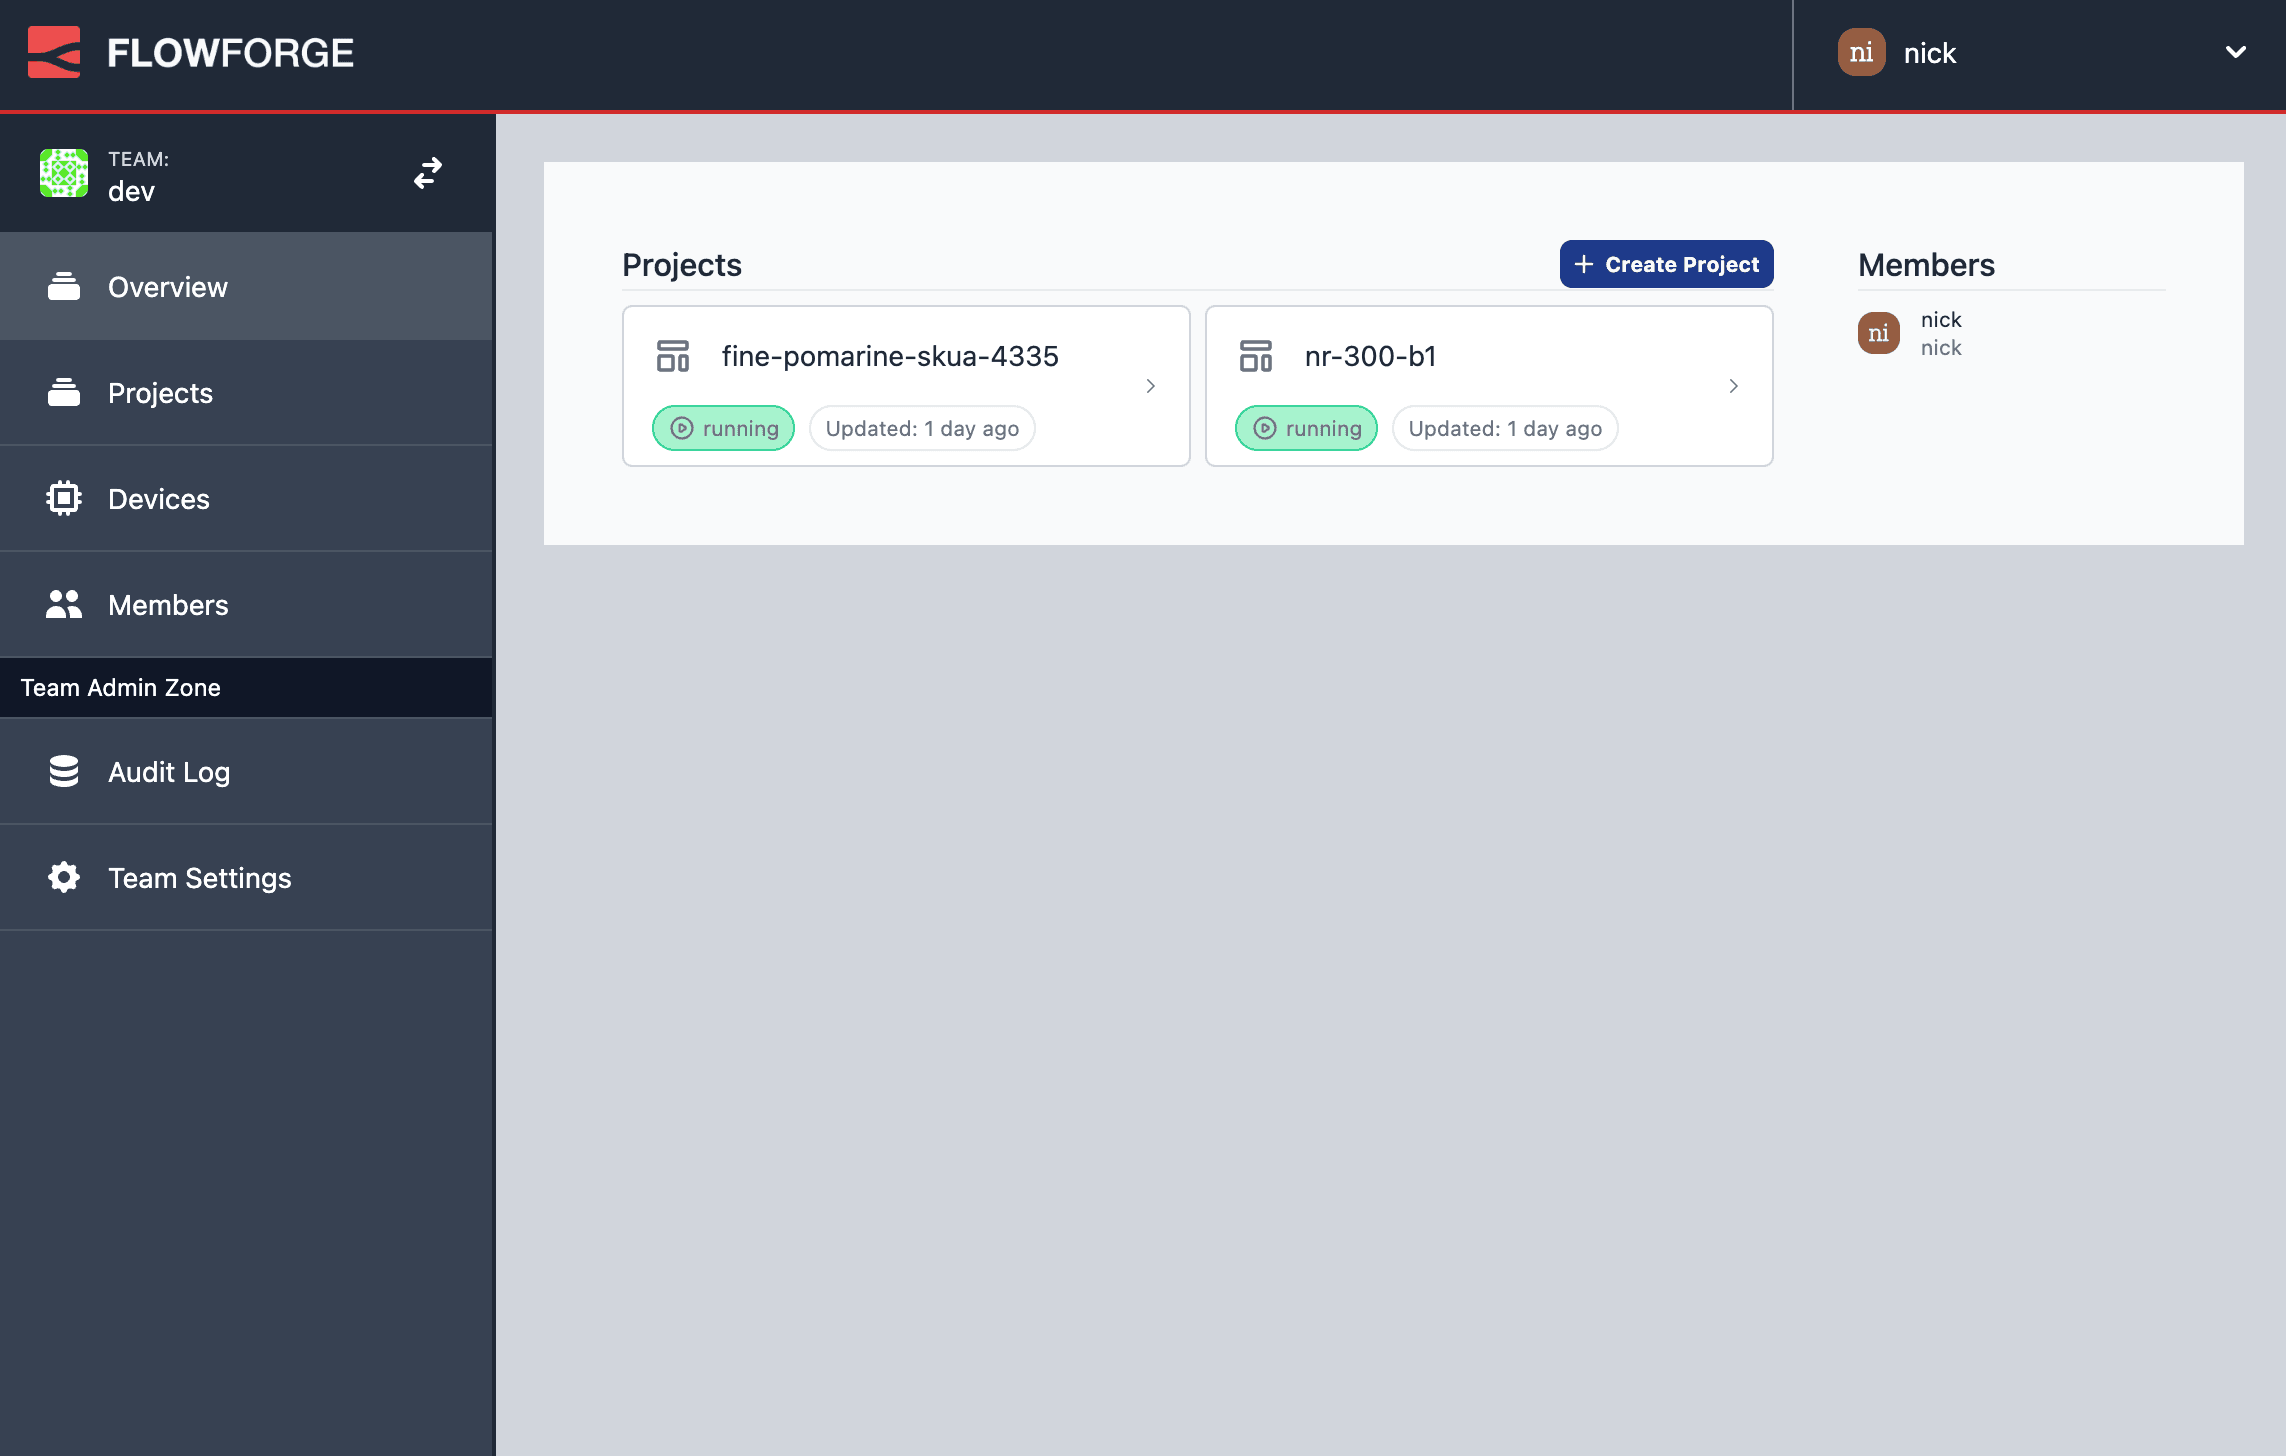 FLOWFORGE
ni nick
TEAM:
dev
Overview
Projects
Devices
Members
Team Admin Zone
Audit Log
Team Settings
Projects
+ Create Project
fine-pomarine-skua-4335
running
Updated: 1 day ago
nr-300-b1
running
Updated: 1 day ago
Members
ni
nick
nick